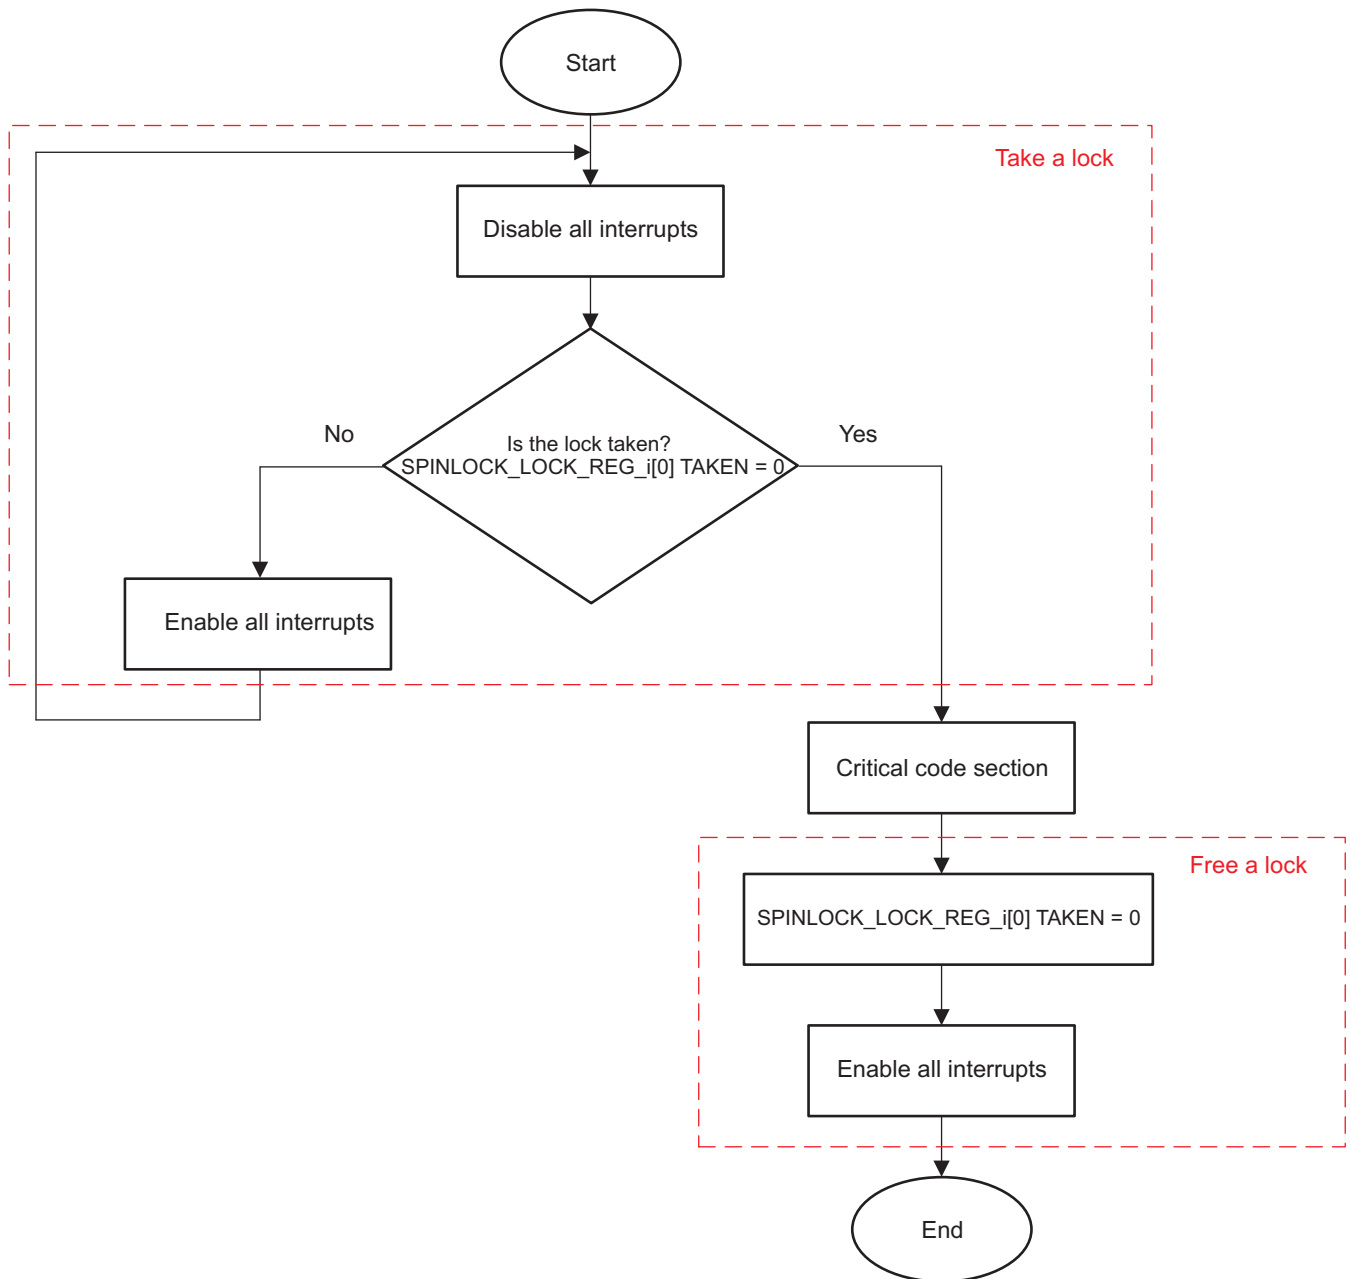 Start
Take a lock
Disable all interrupts
No
Yes
Is the lock taken?
SPINLOCK_LOCK_REG_i[0] TAKEN = 0
Enable all interrupts
Critical code section
Free a lock
SPINLOCK_LOCK_REG_i[0] TAKEN = 0
Enable all interrupts
End